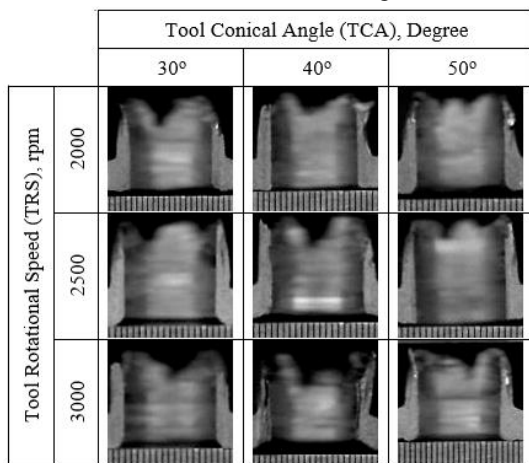 Tool Conical Angle (TCA), Degree
30° 40° 50°
Tool Rotational Speed (TRS), rpm
2000
2500
3000